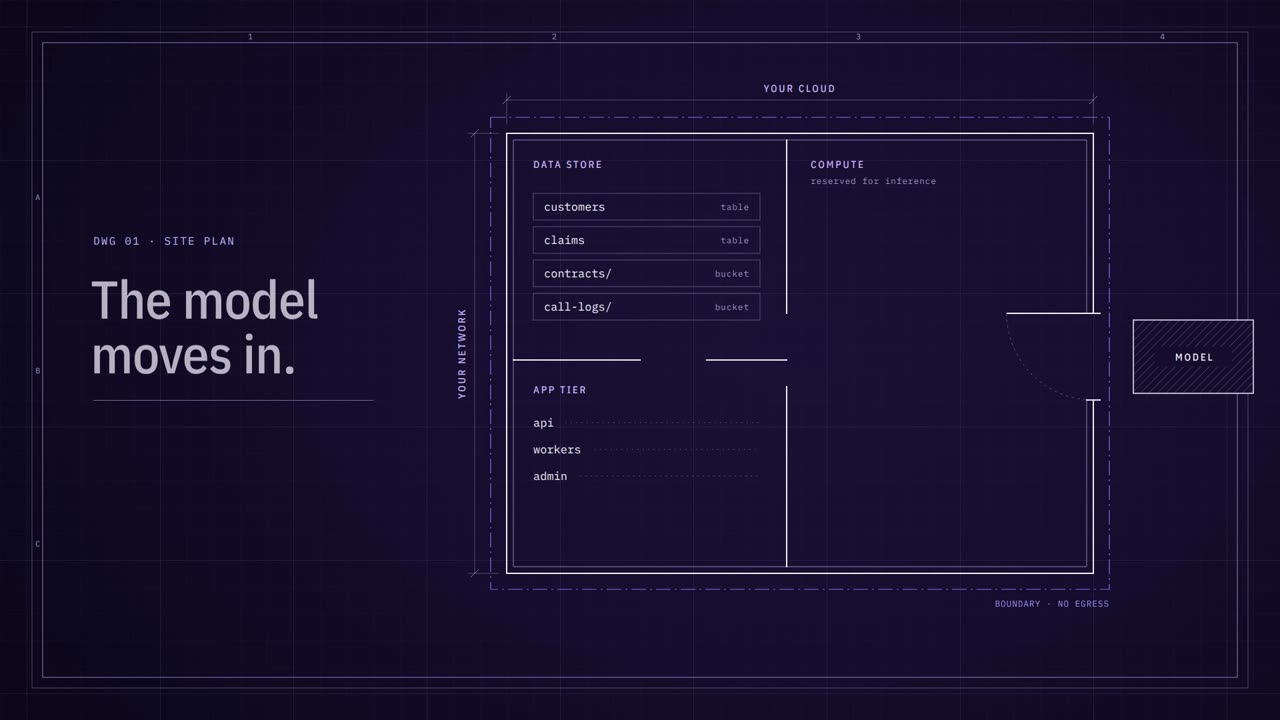 1
2
3
4
A
B
C
DWG 01 · SITE PLAN
The model
moves in.
YOUR CLOUD
YOUR NETWORK
DATA STORE
customers table
claims table
contracts/ bucket
call-logs/ bucket
APP TIER
api
workers
admin
COMPUTE
reserved for inference
MODEL
BOUNDARY · NO EGRESS